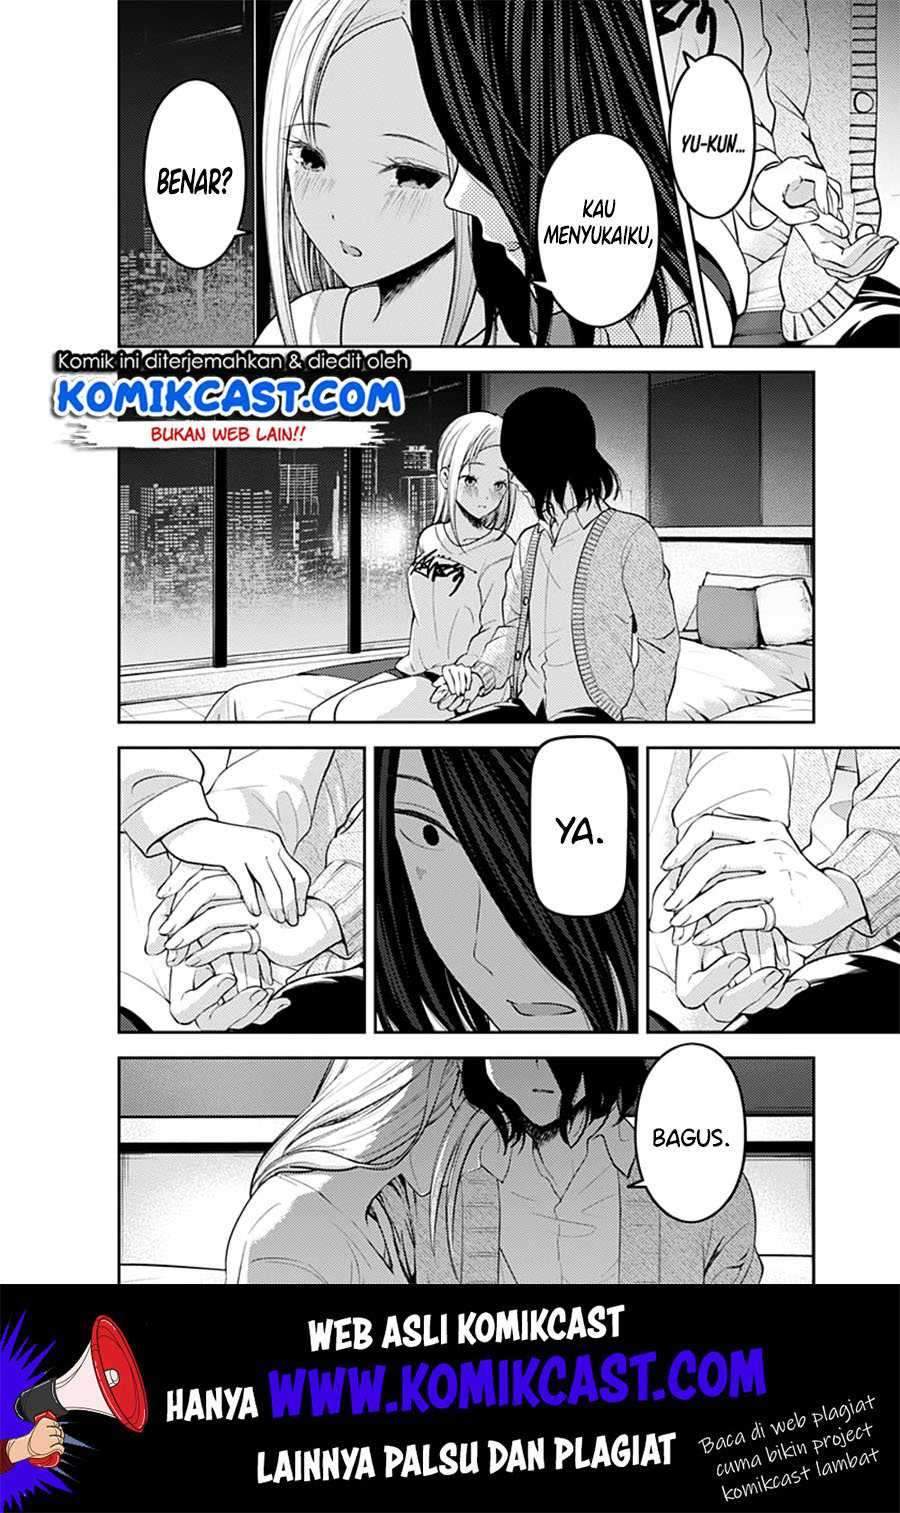 YU-KUN...
KAU
MENYUKAIKU,
BENAR?
Komik ini diterjemahkan & diedit oleh
KOMIKCAST.COM
BUKAN WEB LAIN!!
YA.
BAGUS.
WEB ASLI KOMIKCAST
HANYA WWW.KOMIKCAST.COM
LAINNYA PALSU DAN PLAGIAT
Baca di web plagiat
cuma bikin project
komikcast lambat